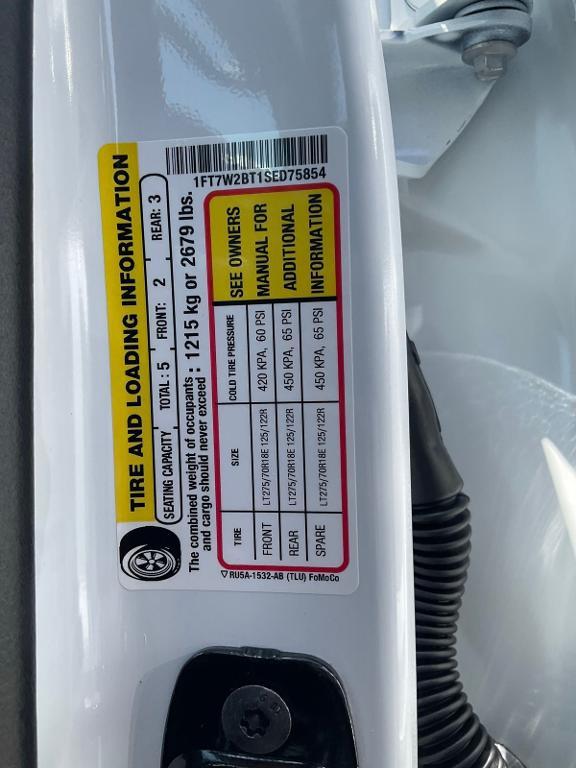 1FT7W2BT1SED75854
TIRE AND LOADING INFORMATION
SEATING CAPACITY TOTAL : 5 FRONT: 2 REAR: 3
The combined weight of occupants
and cargo should never exceed : 1215 kg or 2679 lbs.
TIRE SIZE COLD TIRE PRESSURE
FRONT LT275/70R18E 125/122R 420 KPA, 60 PSI
REAR LT275/70R18E 125/122R 450 KPA, 65 PSI
SPARE LT275/70R18E 125/122R 450 KPA, 65 PSI
SEE OWNERS
MANUAL FOR
ADDITIONAL
INFORMATION
▽ RU5A-1532-AB (TLU) FoMoCo